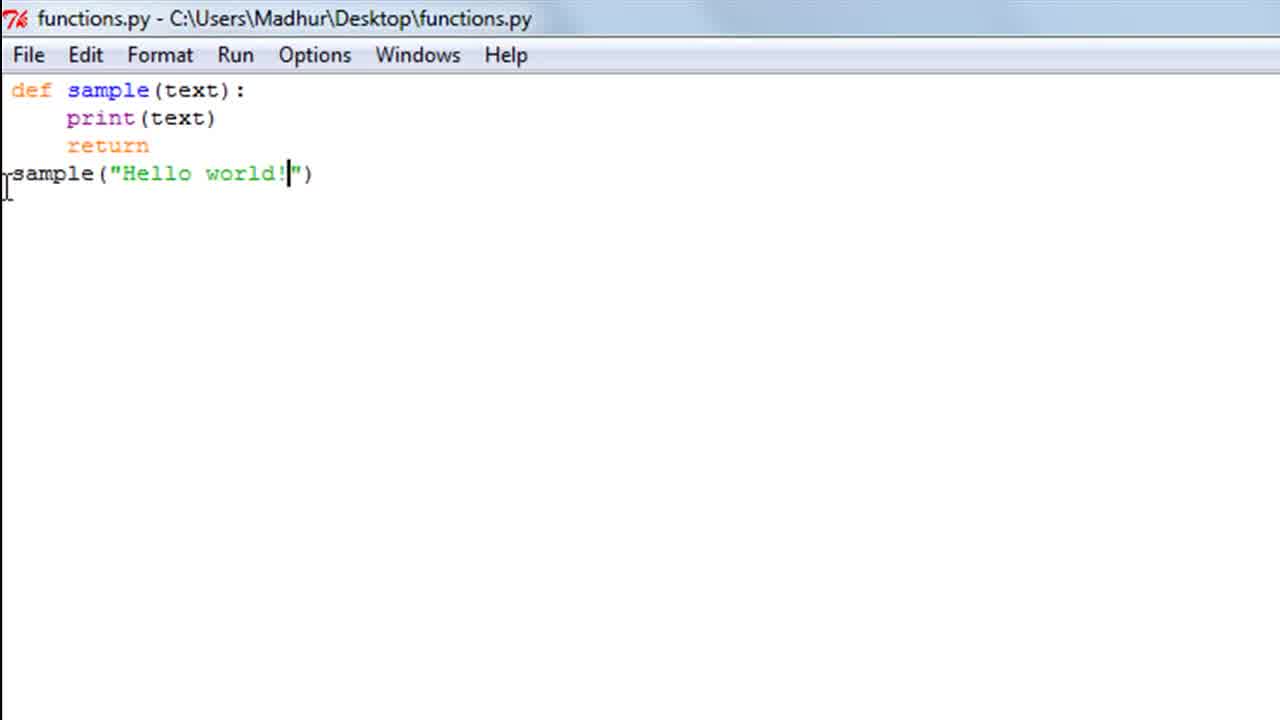 functions.py - C:\Users\Madhur\Desktop\functions.py
File Edit Format Run Options Windows Help
def sample(text):
    print(text)
    return
sample("Hello world!")